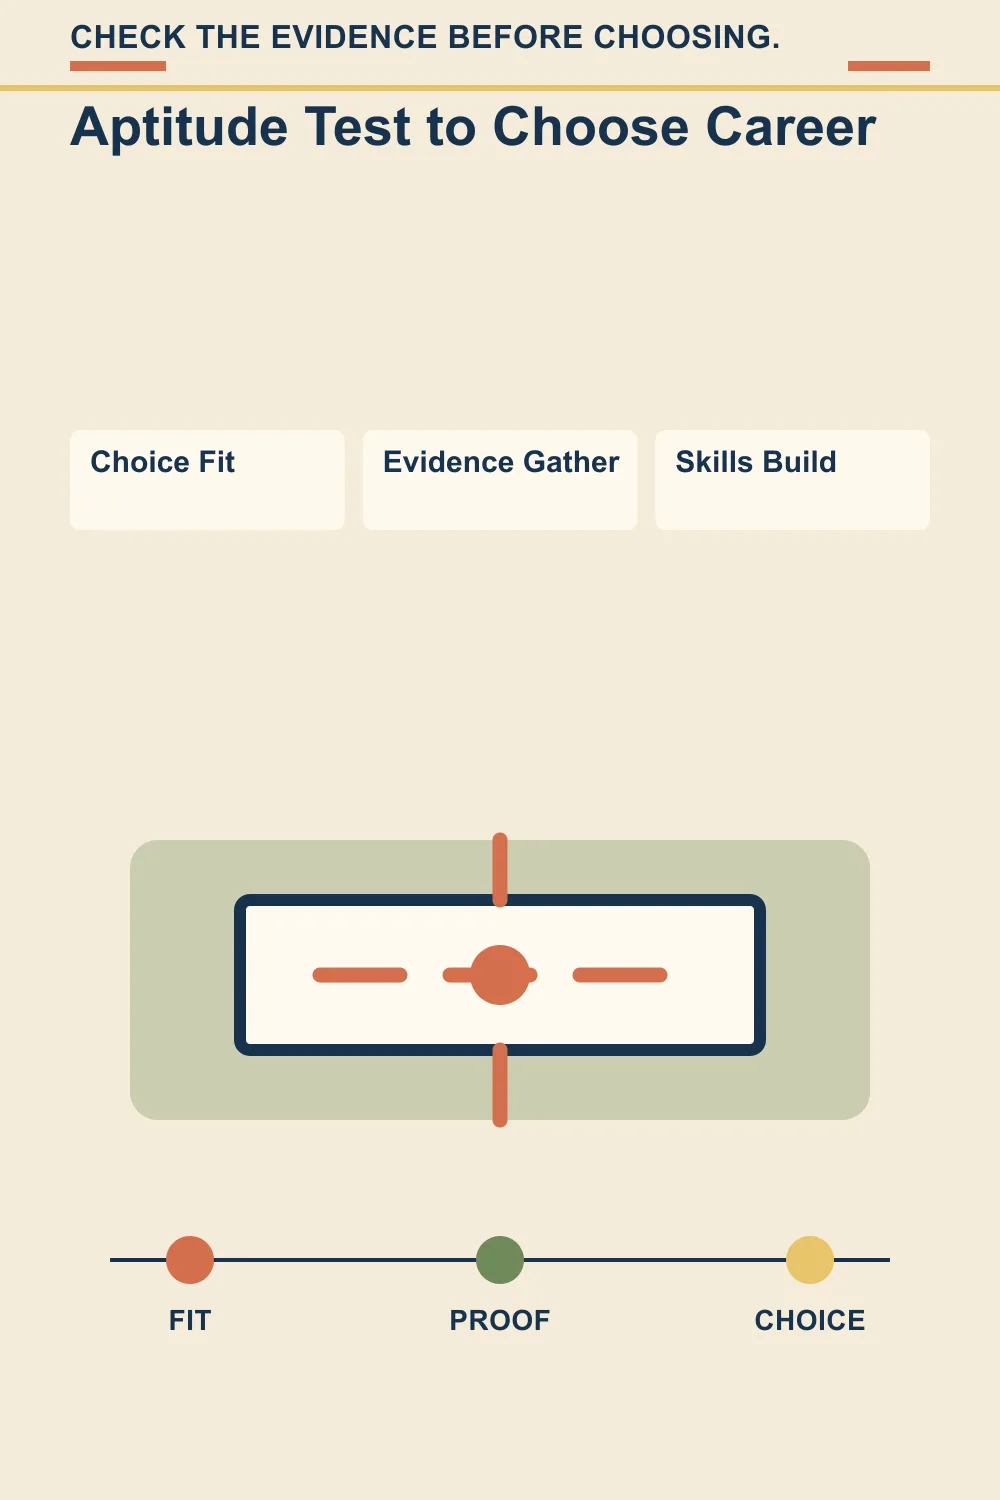 CHECK THE EVIDENCE BEFORE CHOOSING.
Aptitude Test to Choose Career
Choice Fit
Evidence Gather
Skills Build
FIT
PROOF
CHOICE